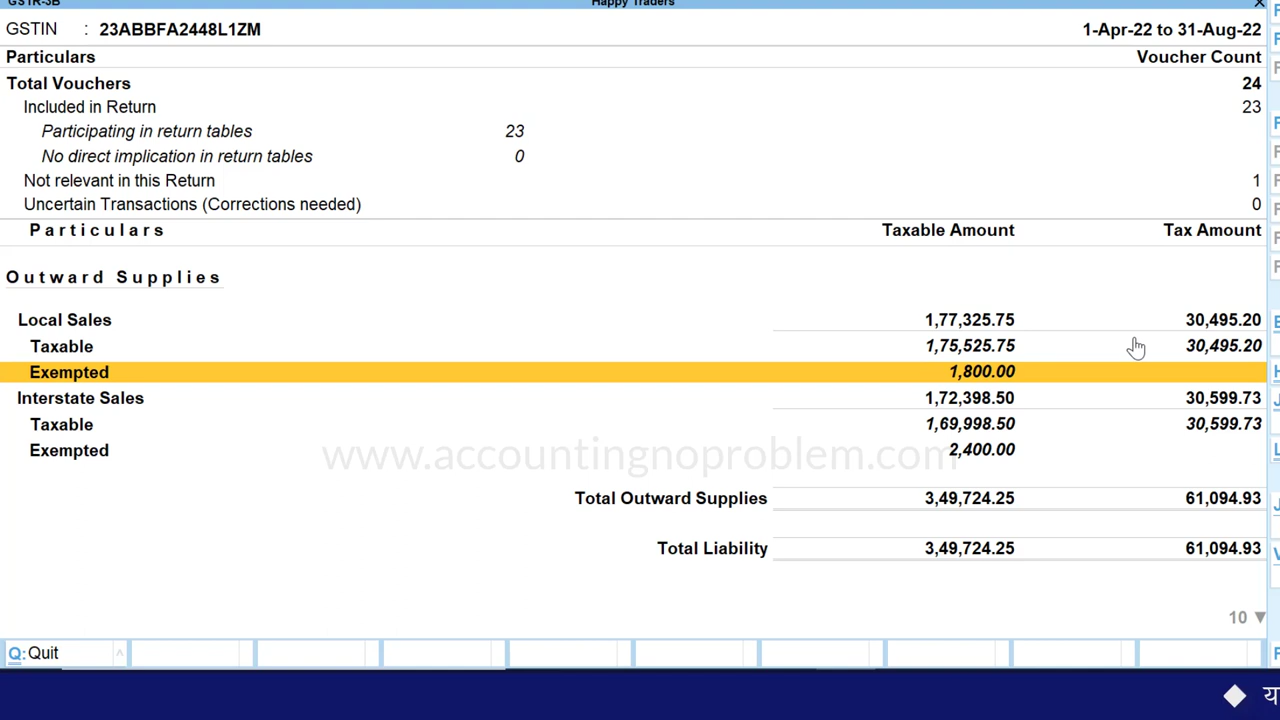 GSTR-3B Happy Traders ×
GSTIN : 23ABBFA2448L1ZM 1-Apr-22 to 31-Aug-22
Particulars Voucher Count
Total Vouchers 24
Included in Return 23
Participating in return tables 23
No direct implication in return tables 0
Not relevant in this Return 1
Uncertain Transactions (Corrections needed) 0
Particulars Taxable Amount Tax Amount
Outward Supplies
Local Sales 1,77,325.75 30,495.20
Taxable 1,75,525.75 30,495.20
Exempted 1,800.00
Interstate Sales 1,72,398.50 30,599.73
Taxable 1,69,998.50 30,599.73
Exempted 2,400.00
www.accountingnoproblem.com
Total Outward Supplies 3,49,724.25 61,094.93
Total Liability 3,49,724.25 61,094.93
10 ▼
Q: Quit